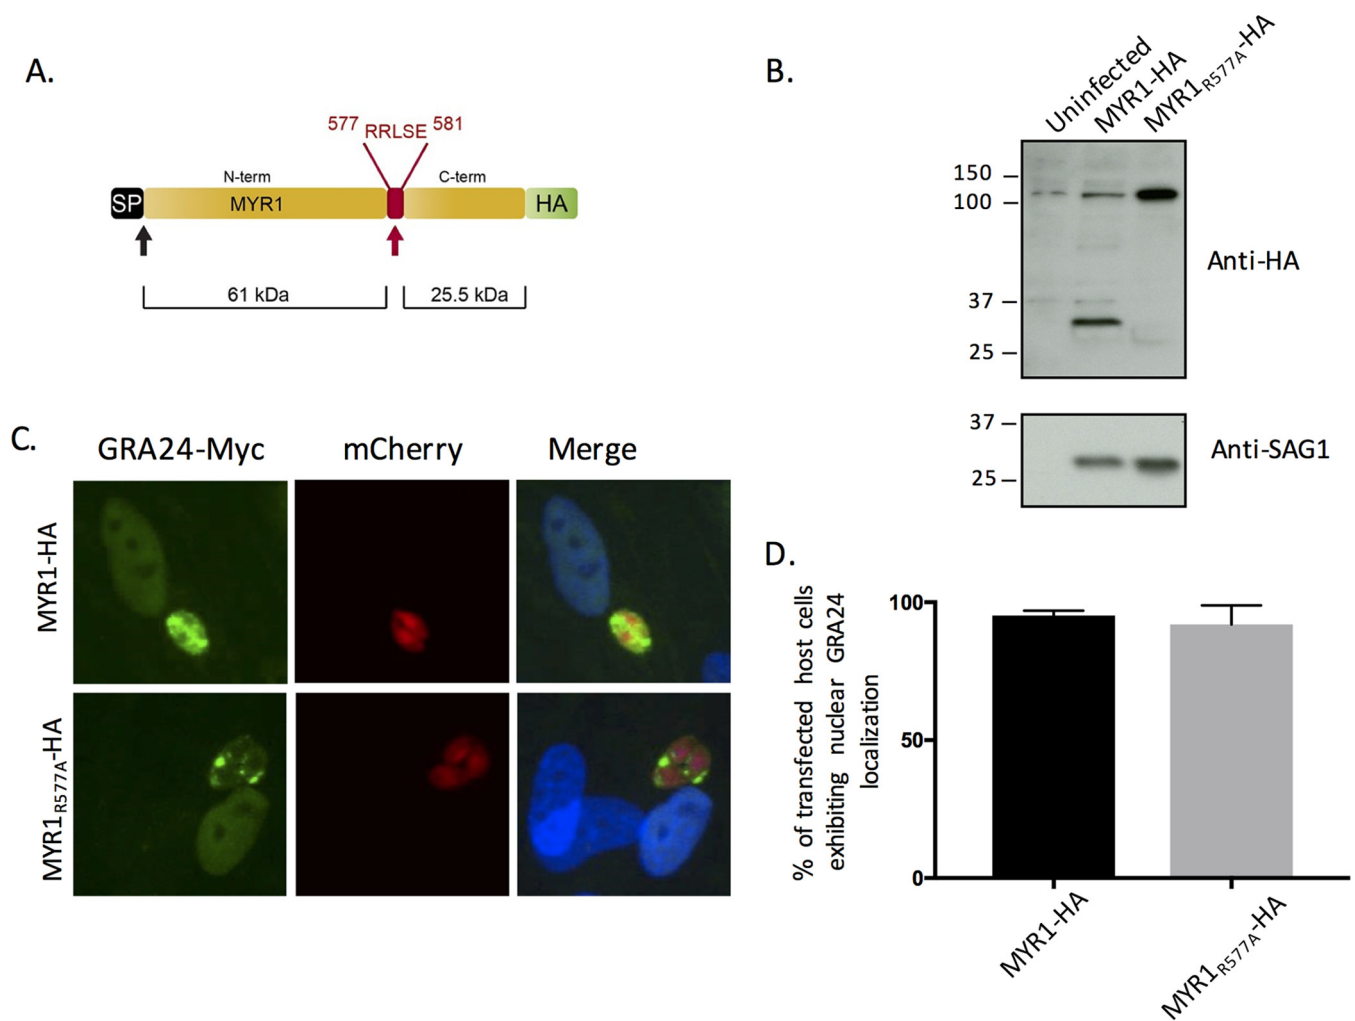 A.
577 RRLSE 581
N-term
C-term
SP
MYR1
HA
61 kDa
25.5 kDa
B.
Uninfected
MYR1-HA
MYR1R577A-HA
150
100
37
25
Anti-HA
37
25
Anti-SAG1
C.
GRA24-Myc
mCherry
Merge
MYR1-HA
MYR1R577A-HA
D.
% of transfected host cells
exhibiting nuclear GRA24
localization
100
50
0
MYR1-HA
MYR1R577A-HA